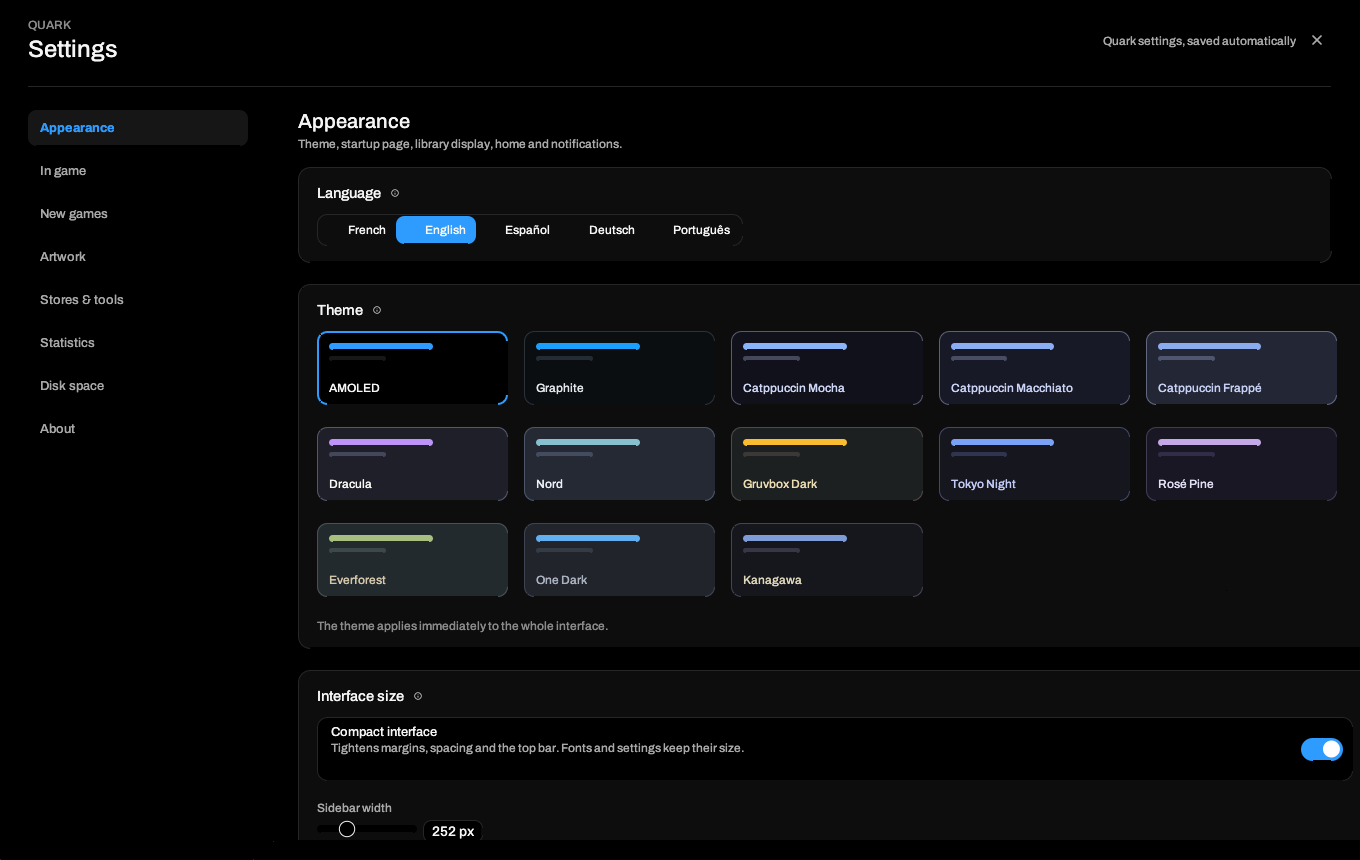 QUARK
Settings
Quark settings, saved automatically
Appearance
In game
New games
Artwork
Stores & tools
Statistics
Disk space
About
Appearance
Theme, startup page, library display, home and notifications.
Language
French English Español Deutsch Português
Theme
AMOLED Graphite Catppuccin Mocha Catppuccin Macchiato Catppuccin Frappé
Dracula Nord Gruvbox Dark Tokyo Night Rosé Pine
Everforest One Dark Kanagawa
The theme applies immediately to the whole interface.
Interface size
Compact interface
Tightens margins, spacing and the top bar. Fonts and settings keep their size.
Sidebar width
252 px